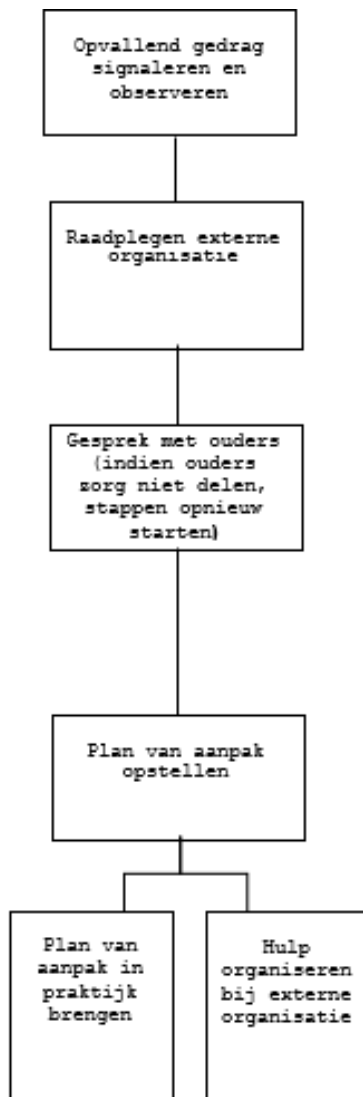 Opvallend gedrag
signaleren en
observeren
Raadplegen externe
organisatie
Gesprek met ouders
(indien ouders
zorg niet delen,
stappen opnieuw
starten)
Plan van aanpak
opstellen
Plan van
aanpak in
praktijk
brengen
Hulp
organiseren
bij externe
organisatie